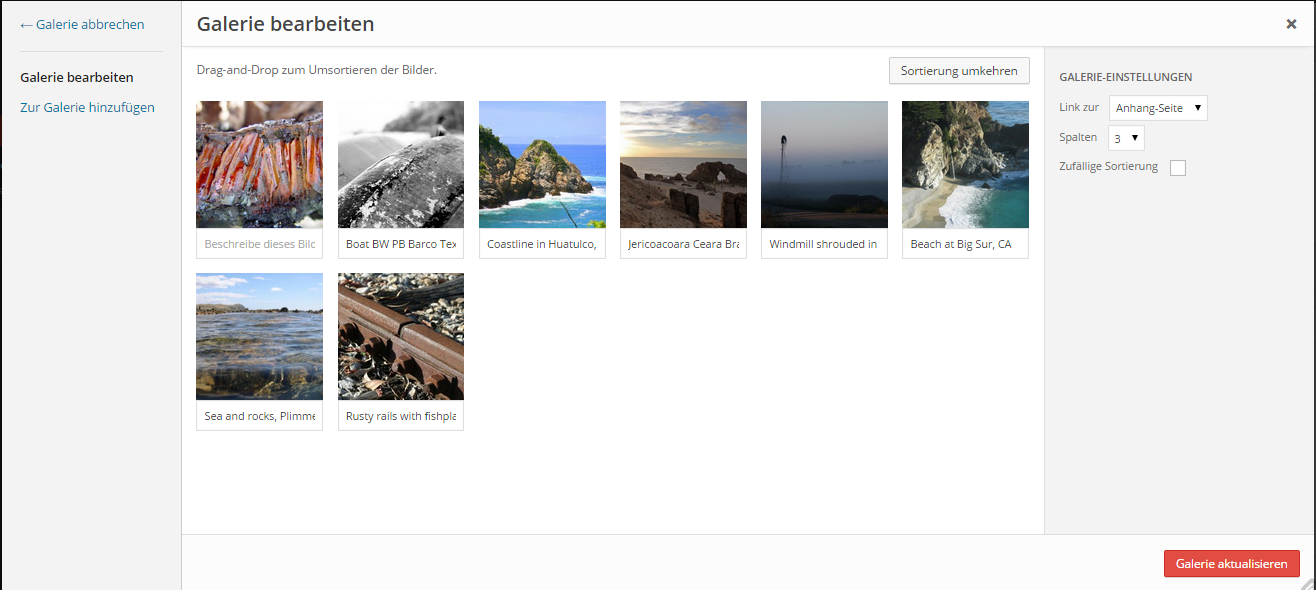 ← Galerie abbrechen
Galerie bearbeiten
Zur Galerie hinzufügen
Galerie bearbeiten
Drag-and-Drop zum Umsortieren der Bilder.
Sortierung umkehren
Beschreibe dieses Bild
Boat BW PB Barco Tex
Coastline in Huatulco,
Jericoacoara Ceara Bra
Windmill shrouded in
Beach at Big Sur, CA
Sea and rocks, Plimme
Rusty rails with fishpla
GALERIE-EINSTELLUNGEN
Link zur Anhang-Seite
Spalten 3
Zufällige Sortierung
Galerie aktualisieren